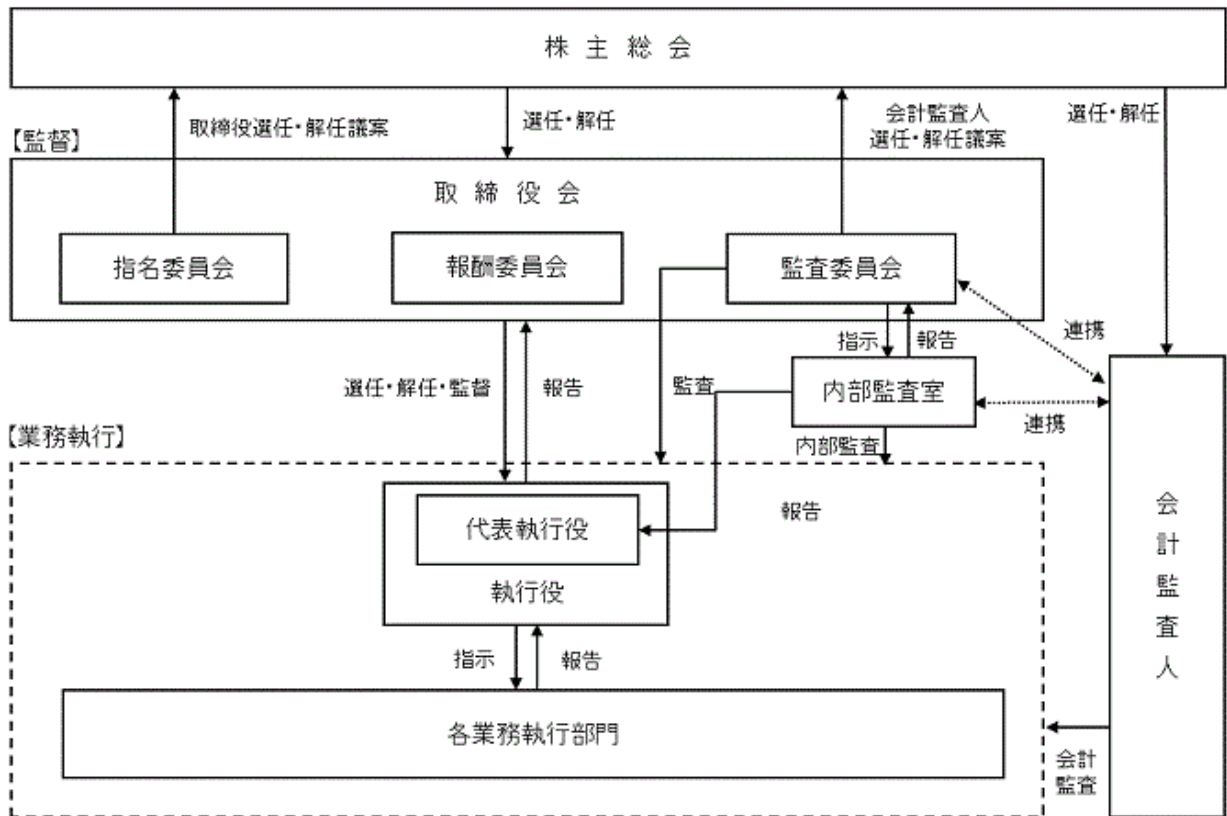 株主総会
取締役選任・解任議案
選任・解任
会計監査人
選任・解任議案
選任・解任
【監督】
取締役会
指名委員会
報酬委員会
監査委員会
指示
報告
連携
選任・解任・監督
報告
監査
内部監査室
連携
【業務執行】
内部監査
代表執行役
報告
執行役
会計監査人
指示
報告
各業務執行部門
会計
監査